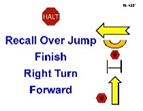 HALT
Recall Over Jump
Finish
Right Turn
Forward